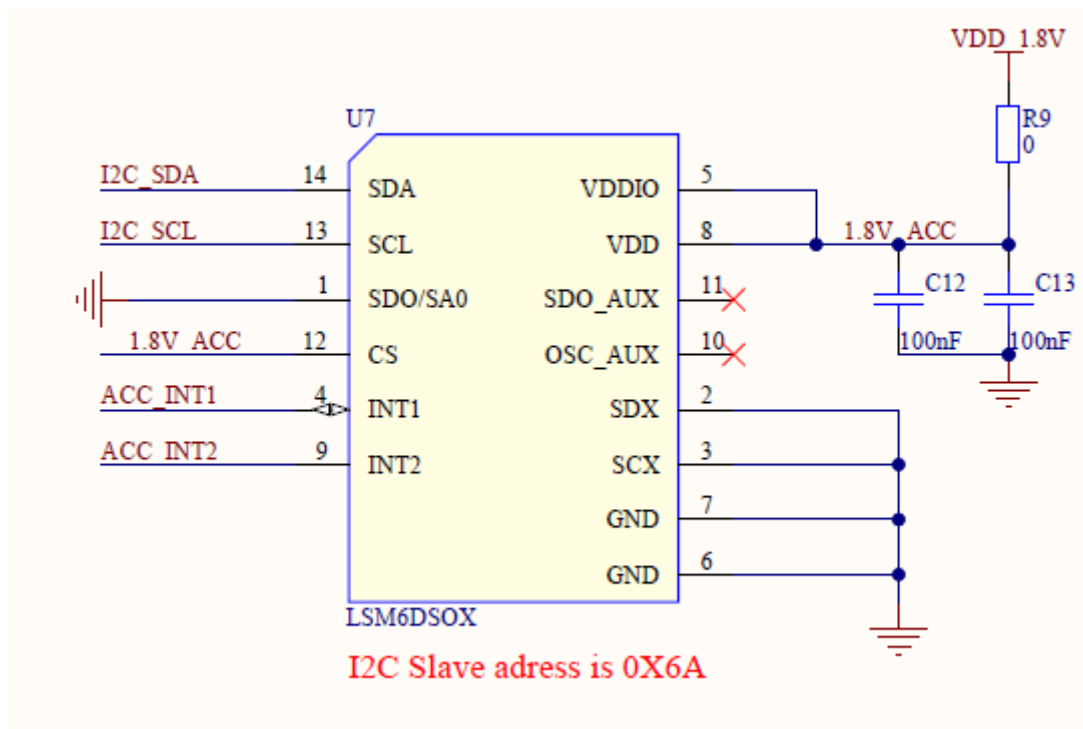 VDD_1.8V
R9
0
U7
I2C_SDA 14 SDA VDDIO 5
I2C_SCL 13 SCL VDD 8 1.8V_ACC
1 SDO/SA0 SDO_AUX 11
C12 C13
100nF 100nF
1.8V_ACC 12 CS OSC_AUX 10
ACC_INT1 4 INT1 SDX 2
ACC_INT2 9 INT2 SCX 3
GND 7
GND 6
LSM6DSOX
I2C Slave adress is 0X6A